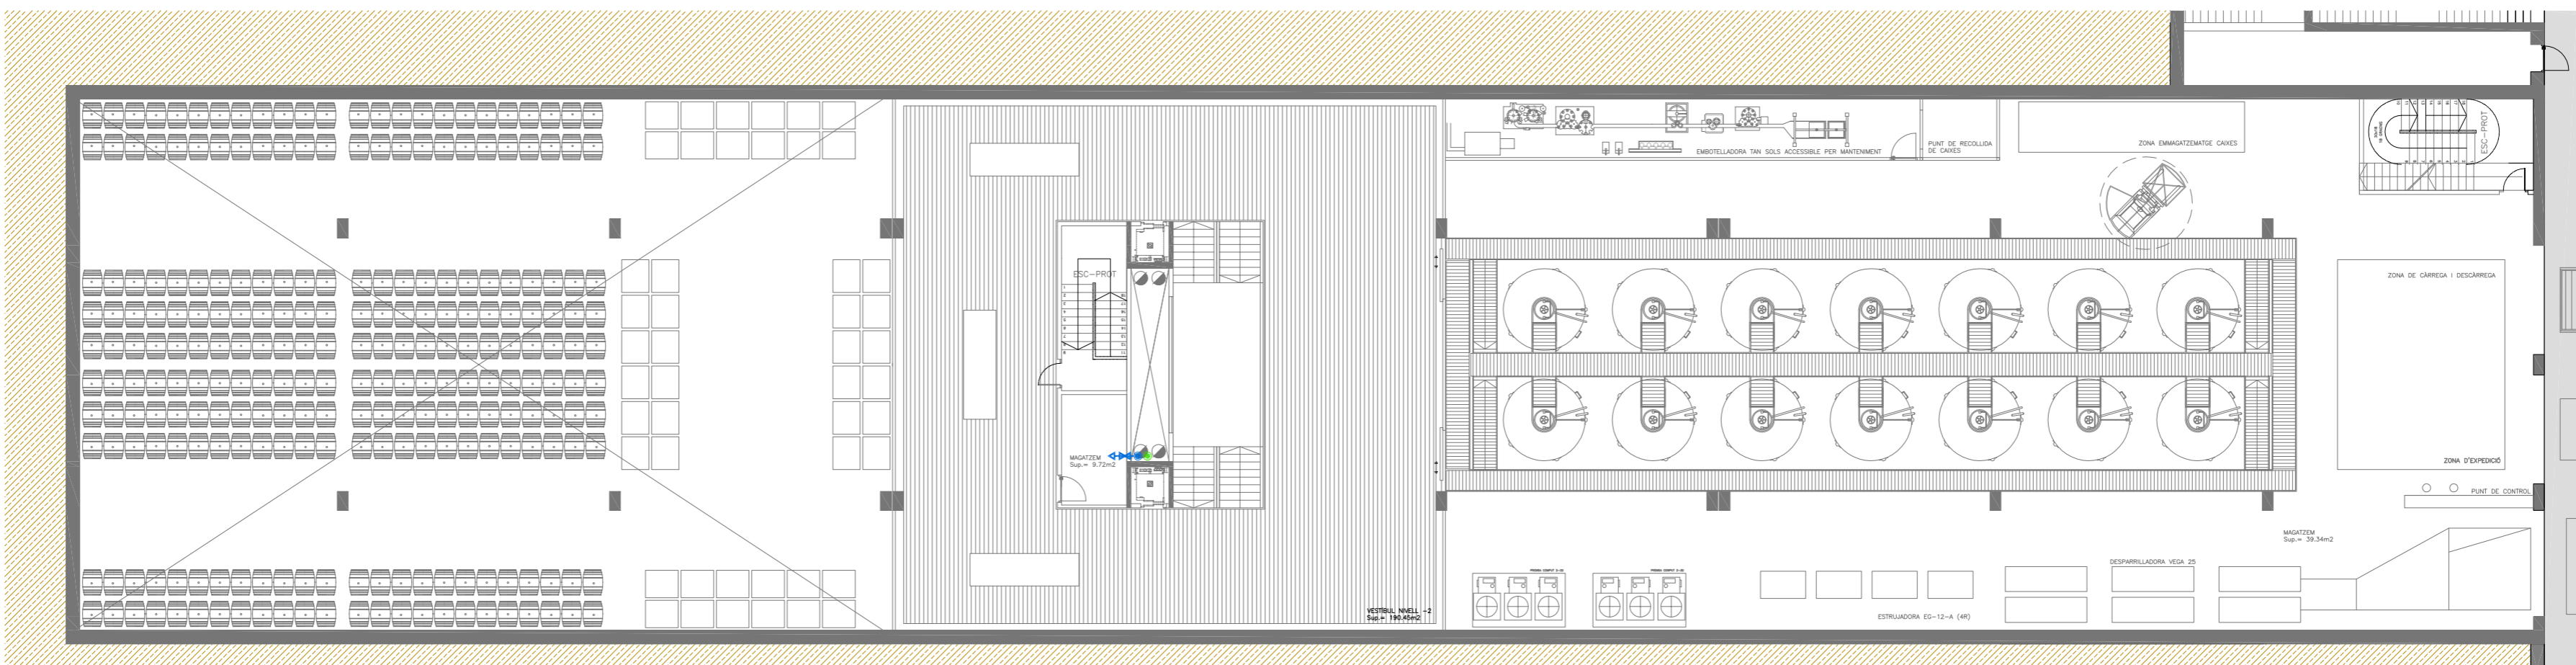 EMBOTELLADORA TAN SOLS ACCESSIBLE PER MANTENIMENT
PUNT DE RECOLLIDA
DE CAIXES
ZONA EMMAGATZEMATGE CAIXES
ESC-PROT
ESC-PROT
ZONA DE CÀRREGA I DESCÀRREGA
ZONA D'EXPEDICIÓ
MAGATZEM
Sup.= 9.72m2
PUNT DE CONTROL
MAGATZEM
Sup.= 39.34m2
DESPARRILLADORA VEGA 25
VESTIBUL NIVELL -2
Sup.= 190.45m2
ESTRUJADORA EG-12-A (4R)